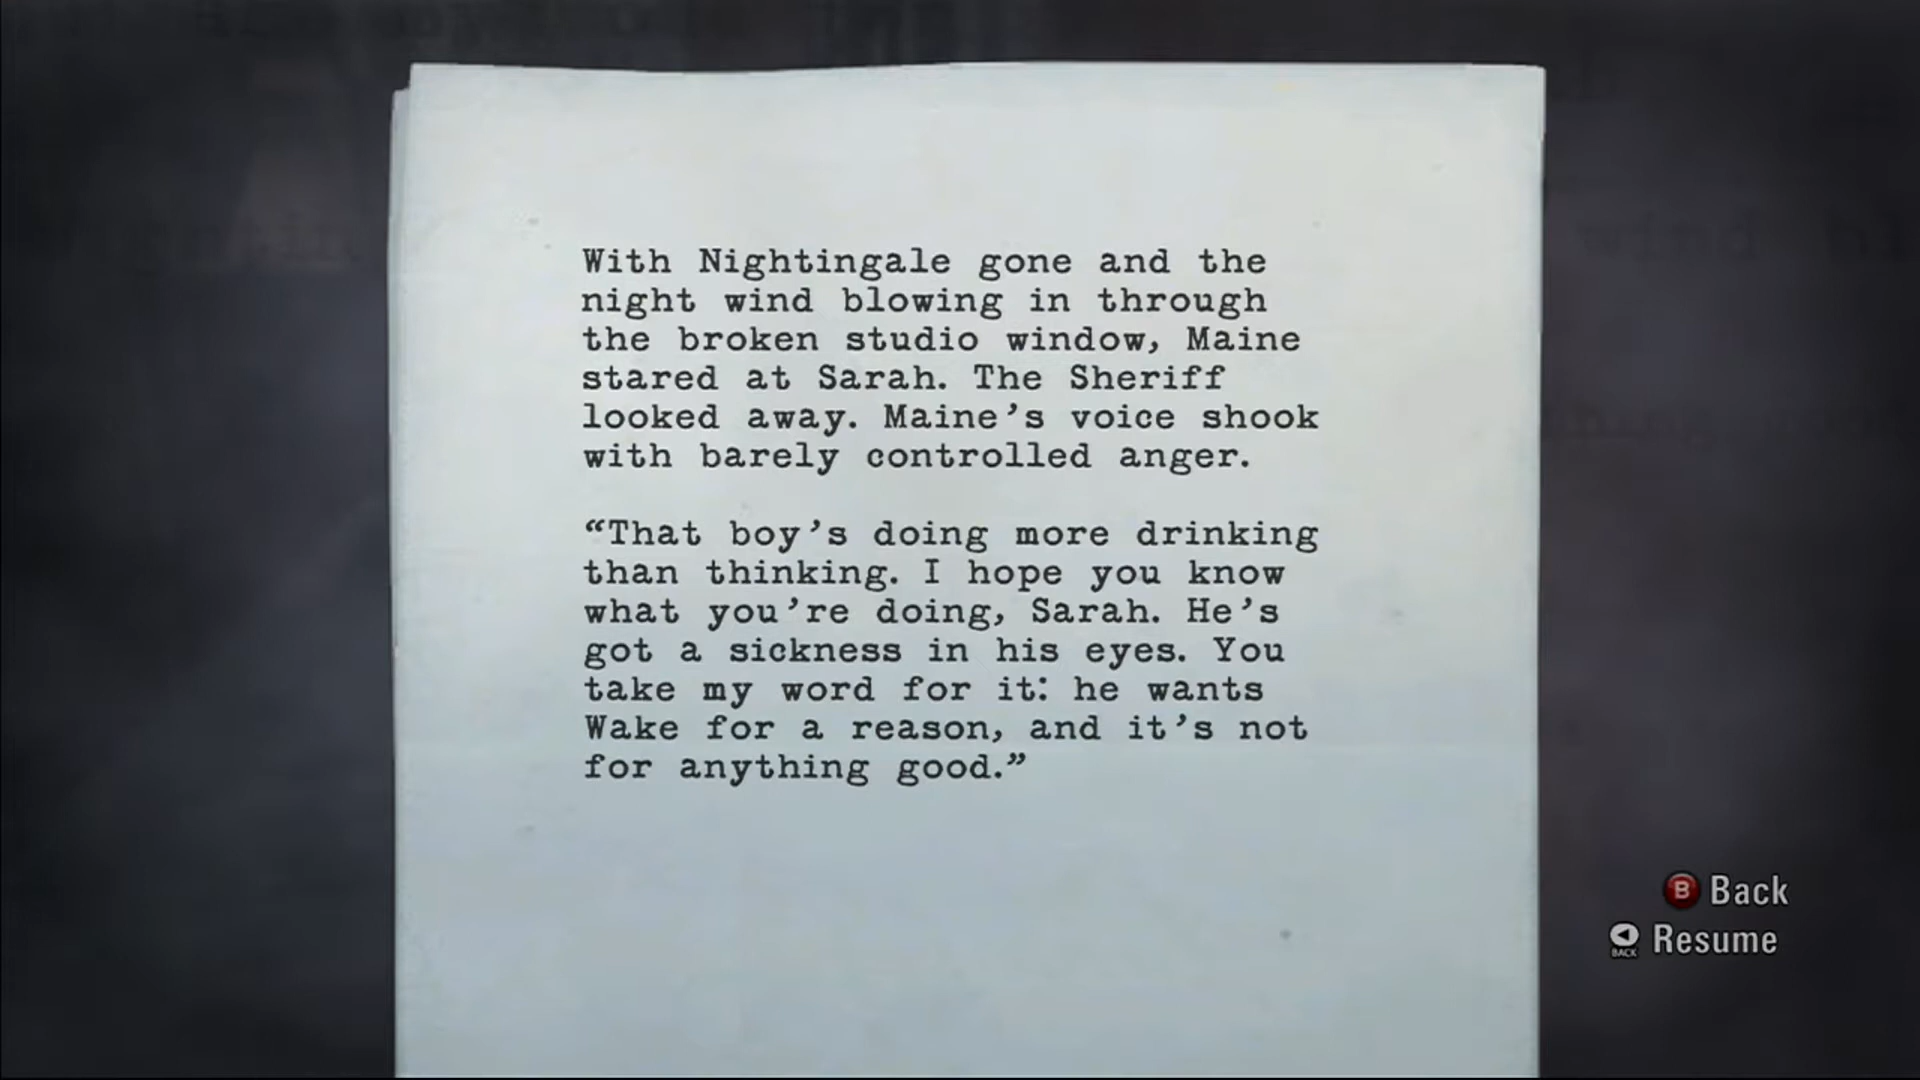 With Nightingale gone and the
night wind blowing in through
the broken studio window, Maine
stared at Sarah. The Sheriff
looked away. Maine’s voice shook
with barely controlled anger.
“That boy’s doing more drinking
than thinking. I hope you know
what you’re doing, Sarah. He’s
got a sickness in his eyes. You
take my word for it: he wants
Wake for a reason, and it’s not
for anything good.”
B Back
BACK Resume